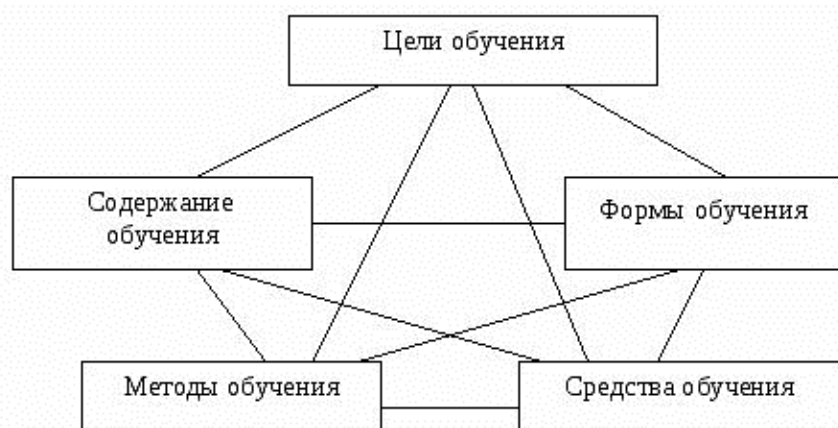 Цели обучения
Содержание
обучения
Формы обучения
Методы обучения
Средства обучения